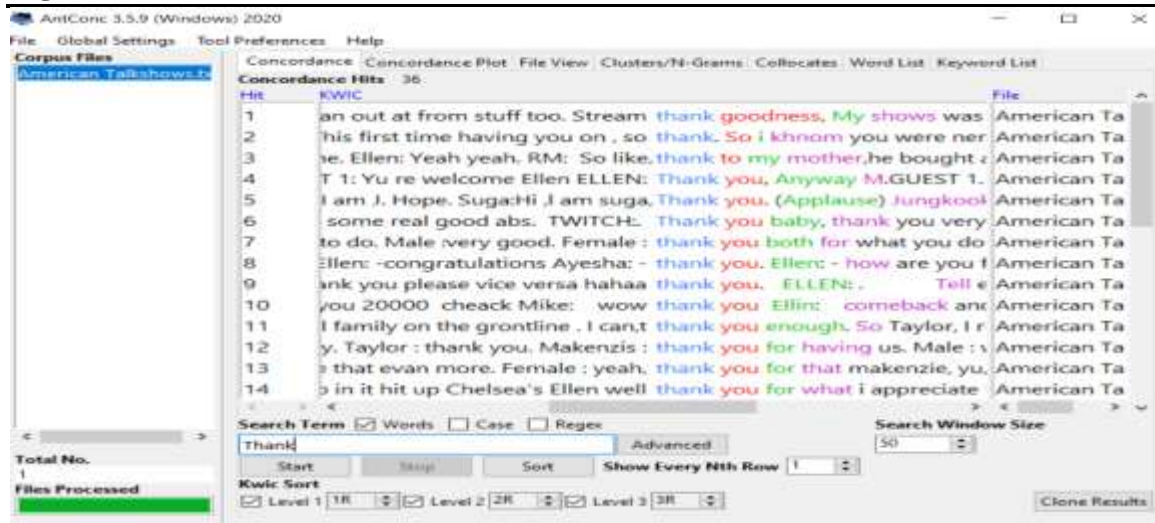 AntConc 3.5.9 (Windows) 2020
File Global Settings Tool Preferences Help
Corpus Files
American Talkshows.tx
Concordance Concordance Plot File View Clusters/N-Grams Collocates Word List Keyword List
Concordance Hits 36
Hit KWIC File
1 an out at from stuff too. Stream thank goodness, My shows was American Ta
2 his first time having you on , so thank. So i khnom you were ner American Ta
3 ne. Ellen: Yeah yeah. RM: So like, thank to my mother,he bought a American Ta
4 T 1: Yu re welcome Ellen ELLEN: Thank you, Anyway M.GUEST 1. American Ta
5 I am J. Hope. Suga:Hi ,I am suga, Thank you. (Applause) Jungkook American Ta
6 some real good abs. TWITCH:. Thank you baby, thank you very American Ta
7 to do. Male :very good. Female : thank you both for what you do American Ta
8 Ellen: -congratulations Ayesha: - thank you. Ellen: - how are you f American Ta
9 ank you please vice versa hahaa thank you. ELLEN: . Tell e American Ta
10 you 20000 cheack Mike: wow thank you. Ellin: comeback and American Ta
11 l family on the grontline . I can,t thank you enough. So Taylor, I r American Ta
12 y. Taylor : thank you. Makenzis : thank you for having us. Male : w American Ta
13 e that evan more. Female : yeah, thank you for that makenzie, yu, American Ta
14 o in it hit up Chelsea's Ellen well thank you for what i appreciate American Ta
Search Term Words Case Regex Search Window Size
Thank Advanced 50
Total No.
1
Start Stop Sort Show Every Nth Row 1
Files Processed
Kwic Sort
Level 1 1R Level 2 2R Level 3 3R Clone Results